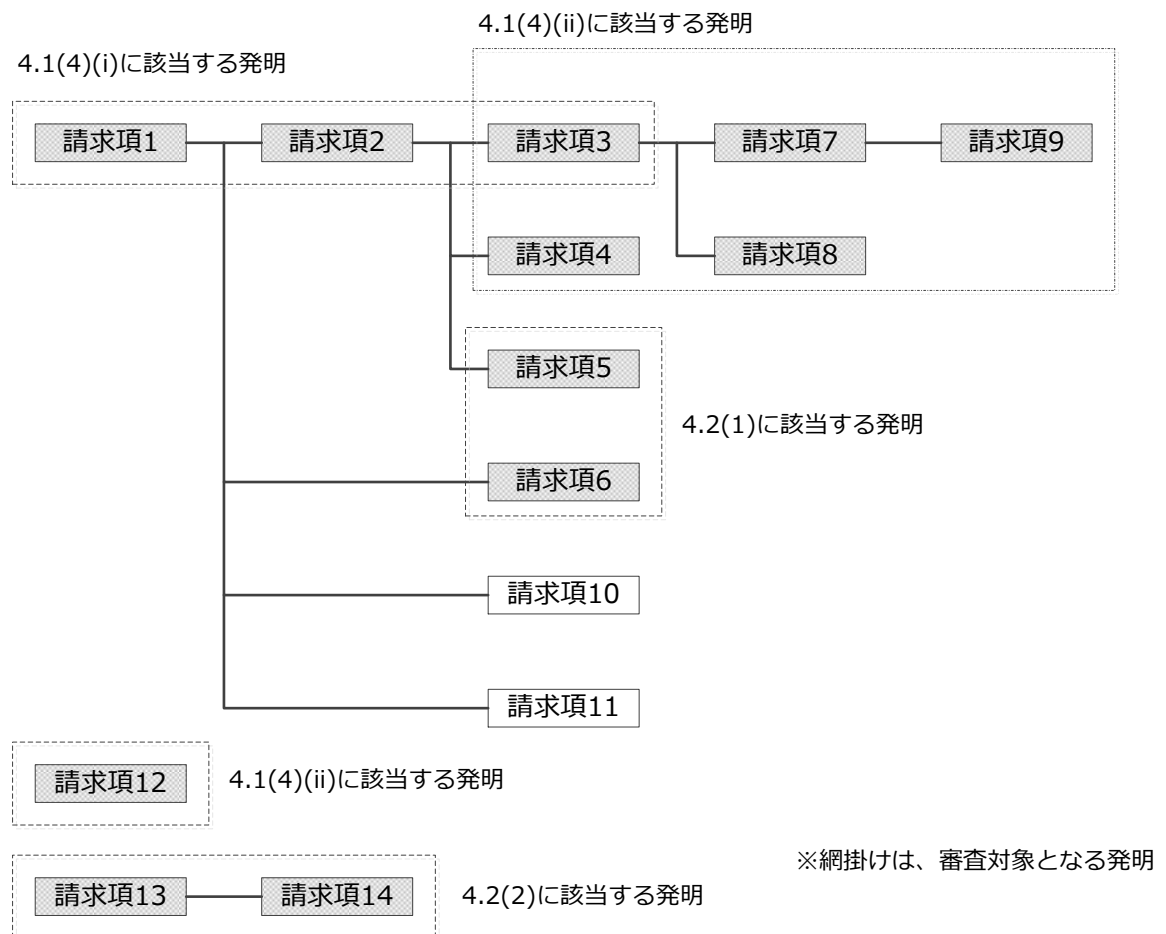 4.1(4)(ii)に該当する発明
4.1(4)(i)に該当する発明
請求項1 請求項2 請求項3 請求項7 請求項9
請求項4 請求項8
請求項5
4.2(1)に該当する発明
請求項6
請求項10
請求項11
請求項12 4.1(4)(ii)に該当する発明
※網掛けは、審査対象となる発明
請求項13 請求項14 4.2(2)に該当する発明